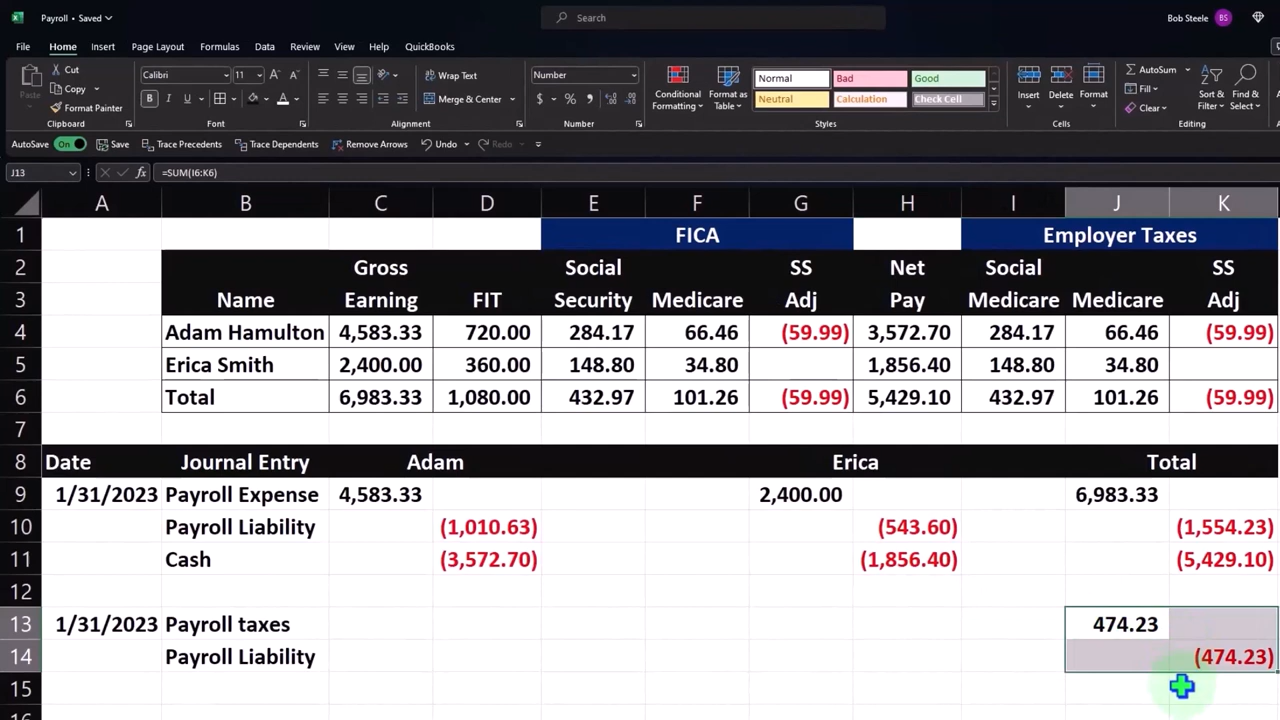 Payroll • Saved
Search
Bob Steele BS
File Home Insert Page Layout Formulas Data Review View Help QuickBooks
Paste Cut Copy Format Painter Clipboard
Calibri 11 Font
Wrap Text Merge & Center Alignment
Number Number
Conditional Formatting Format as Table Normal Bad Good Neutral Calculation Check Cell Styles
Insert Delete Format Cells
AutoSum Fill Clear Sort & Filter Find & Select Editing
AutoSave On Save Trace Precedents Trace Dependents Remove Arrows Undo Redo
J13 fx =SUM(I6:K6)
A B C D E F G H I J K
1 FICA Employer Taxes
2 Gross Social SS Net Social SS
3 Name Earning FIT Security Medicare Adj Pay Medicare Medicare Adj
4 Adam Hamulton 4,583.33 720.00 284.17 66.46 (59.99) 3,572.70 284.17 66.46 (59.99)
5 Erica Smith 2,400.00 360.00 148.80 34.80 1,856.40 148.80 34.80
6 Total 6,983.33 1,080.00 432.97 101.26 (59.99) 5,429.10 432.97 101.26 (59.99)
7
8 Date Journal Entry Adam Erica Total
9 1/31/2023 Payroll Expense 4,583.33 2,400.00 6,983.33
10 Payroll Liability (1,010.63) (543.60) (1,554.23)
11 Cash (3,572.70) (1,856.40) (5,429.10)
12
13 1/31/2023 Payroll taxes 474.23
14 Payroll Liability (474.23)
15